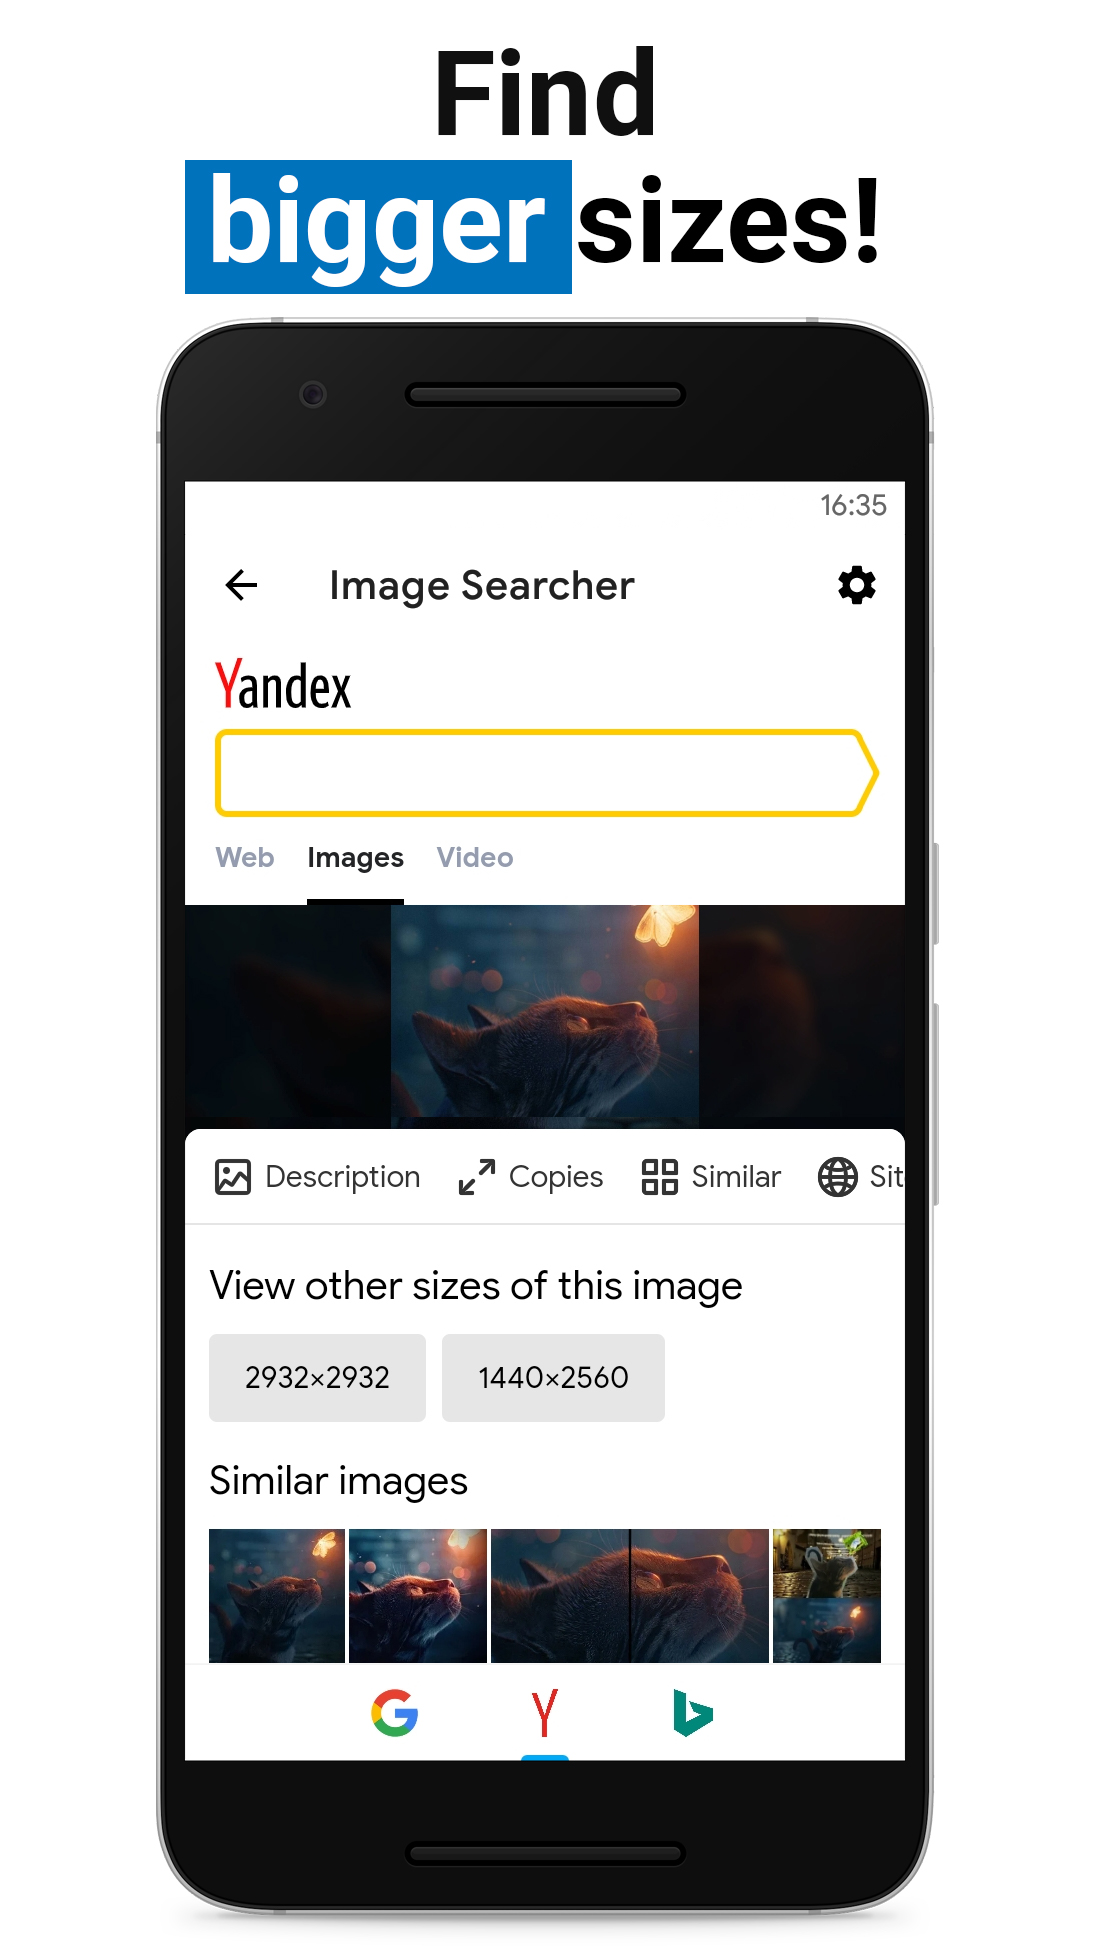 Find
bigger sizes!
16:35
Image Searcher
Yandex
Web Images Video
Description Copies Similar Sit
View other sizes of this image
2932×2932 1440×2560
Similar images